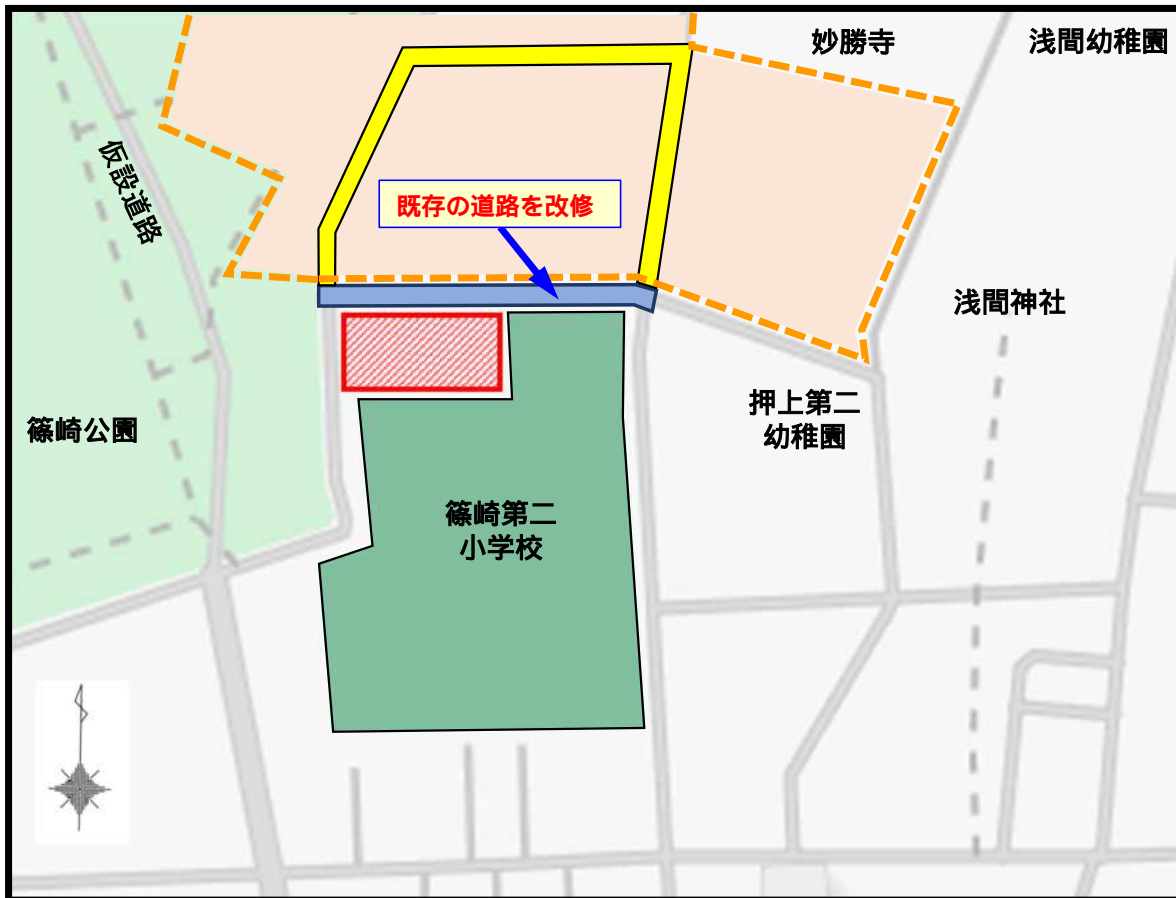 妙勝寺
浅間幼稚園
仮設道路
既存の道路を改修
浅間神社
押上第二
幼稚園
篠崎公園
篠崎第二
小学校